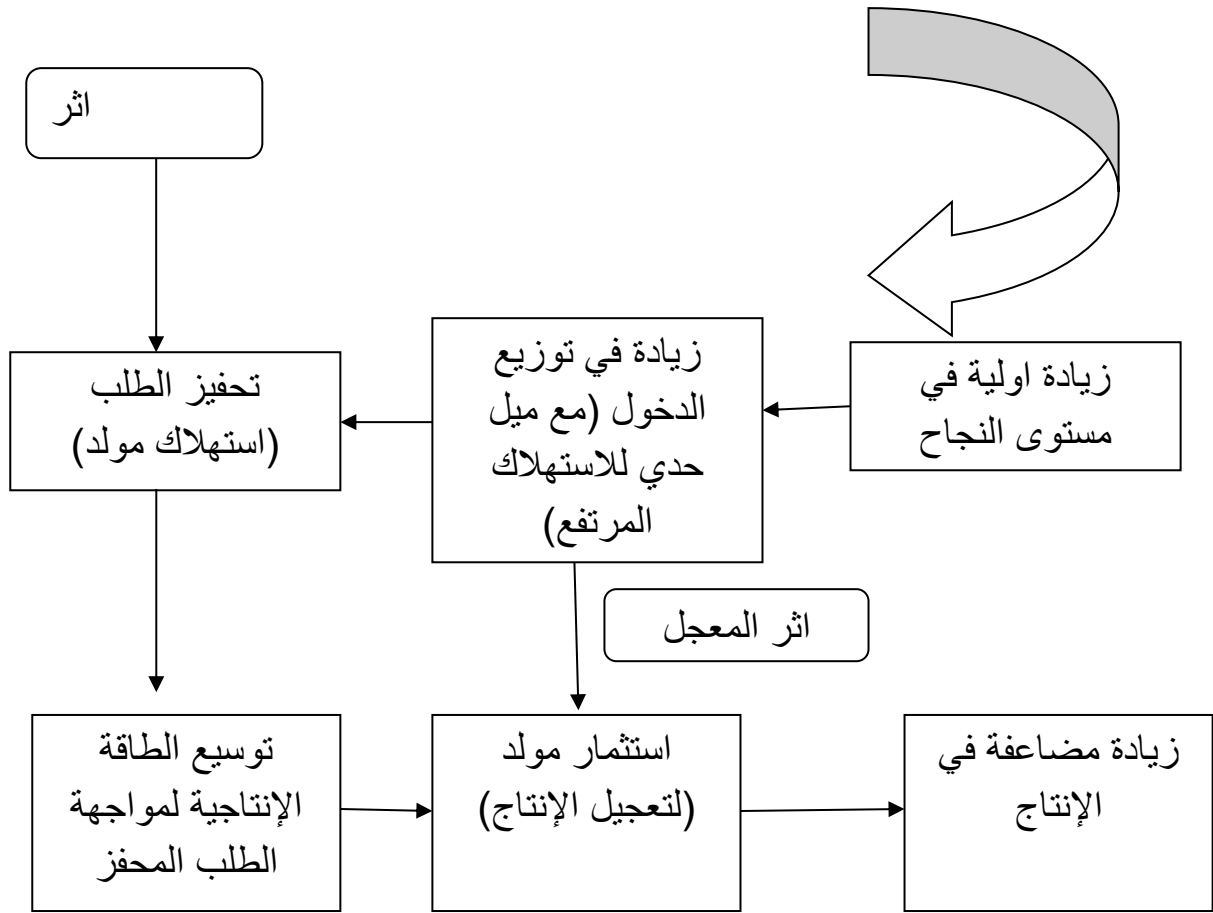 اثر
زيادة اولية في
مستوى النجاح
زيادة في توزيع
الدخول (مع ميل
حدي للاستهلاك
المرتفع)
تحفيز الطلب
(استهلاك مولد)
اثر المعجل
توسيع الطاقة
الإنتاجية لمواجهة
الطلب المحفز
استثمار مولد
(لتعجيل الإنتاج)
زيادة مضاعفة في
الإنتاج